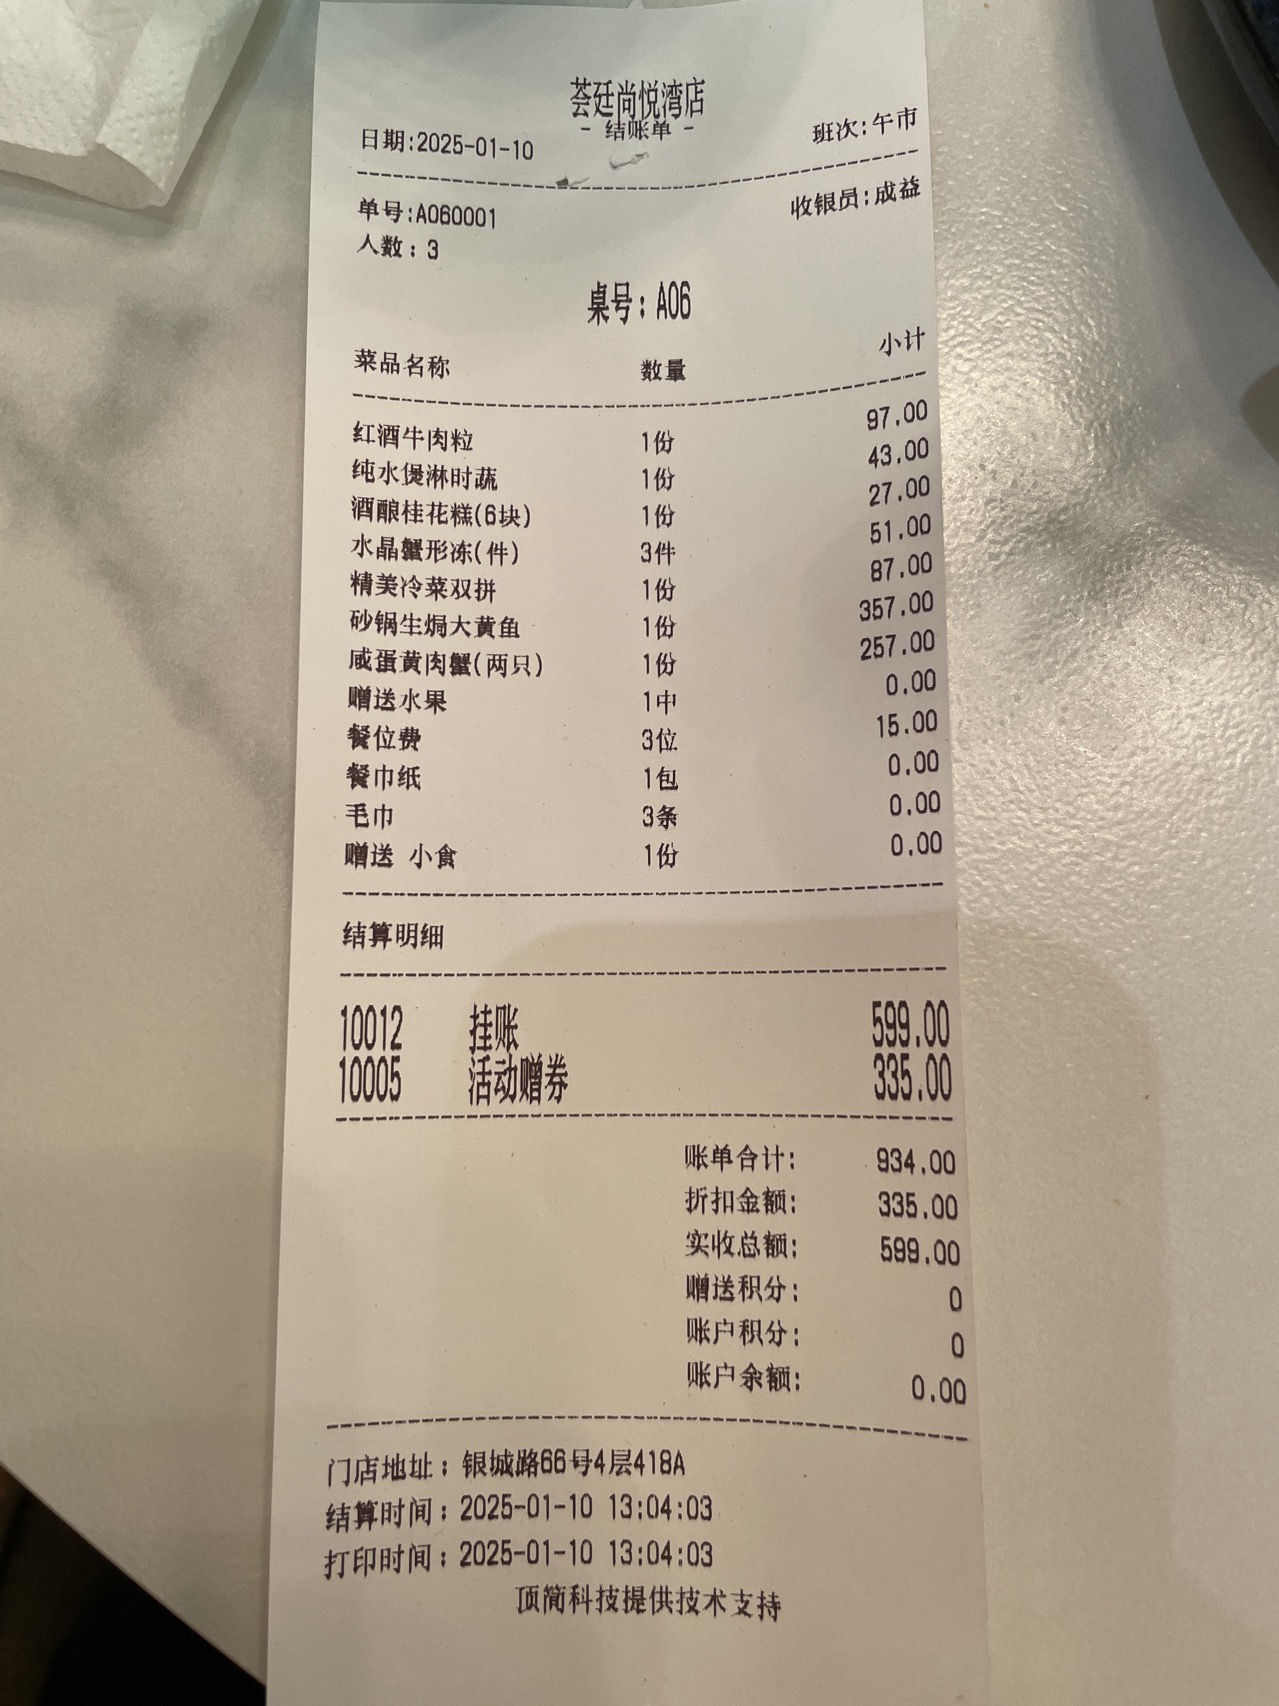 荟廷尚悦湾店
- 结账单 -
日期:2025-01-10 班次:午市
单号:A060001 收银员:成益
人数:3
桌号:A06
菜品名称 数量 小计
红酒牛肉粒 1份 97.00
纯水煲淋时蔬 1份 43.00
酒酿桂花糕(6块) 1份 27.00
水晶蟹形冻(件) 3件 51.00
精美冷菜双拼 1份 87.00
砂锅生焗大黄鱼 1份 357.00
咸蛋黄肉蟹(两只) 1份 257.00
赠送水果 1中 0.00
餐位费 3位 15.00
餐巾纸 1包 0.00
毛巾 3条 0.00
赠送 小食 1份 0.00
结算明细
10012 挂账 599.00
10005 活动赠券 335.00
账单合计: 934.00
折扣金额: 335.00
实收总额: 599.00
赠送积分: 0
账户积分: 0
账户余额: 0.00
门店地址:银城路66号4层418A
结算时间:2025-01-10 13:04:03
打印时间:2025-01-10 13:04:03
顶简科技提供技术支持